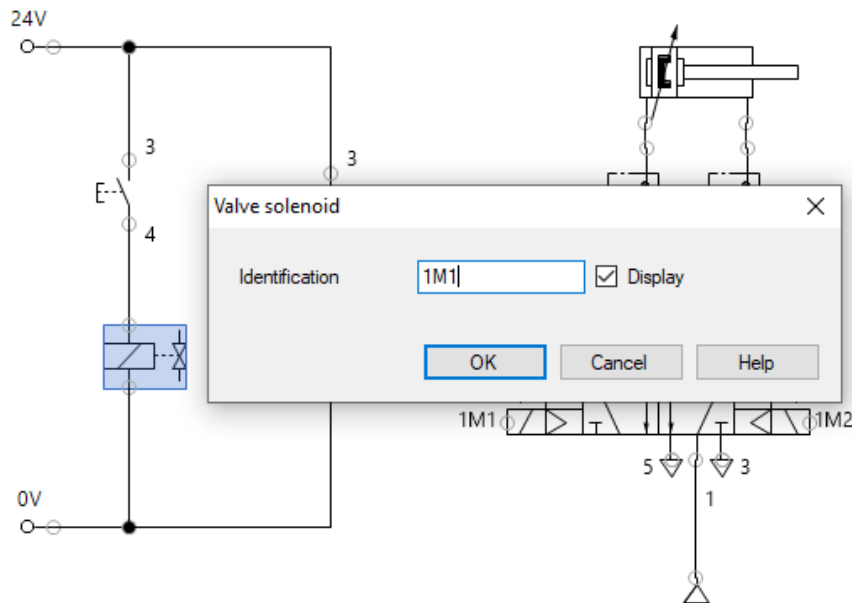 24V
3
3
4
Valve solenoid
Identification
1M1
Display
OK
Cancel
Help
1M1
1M2
5
3
1
0V